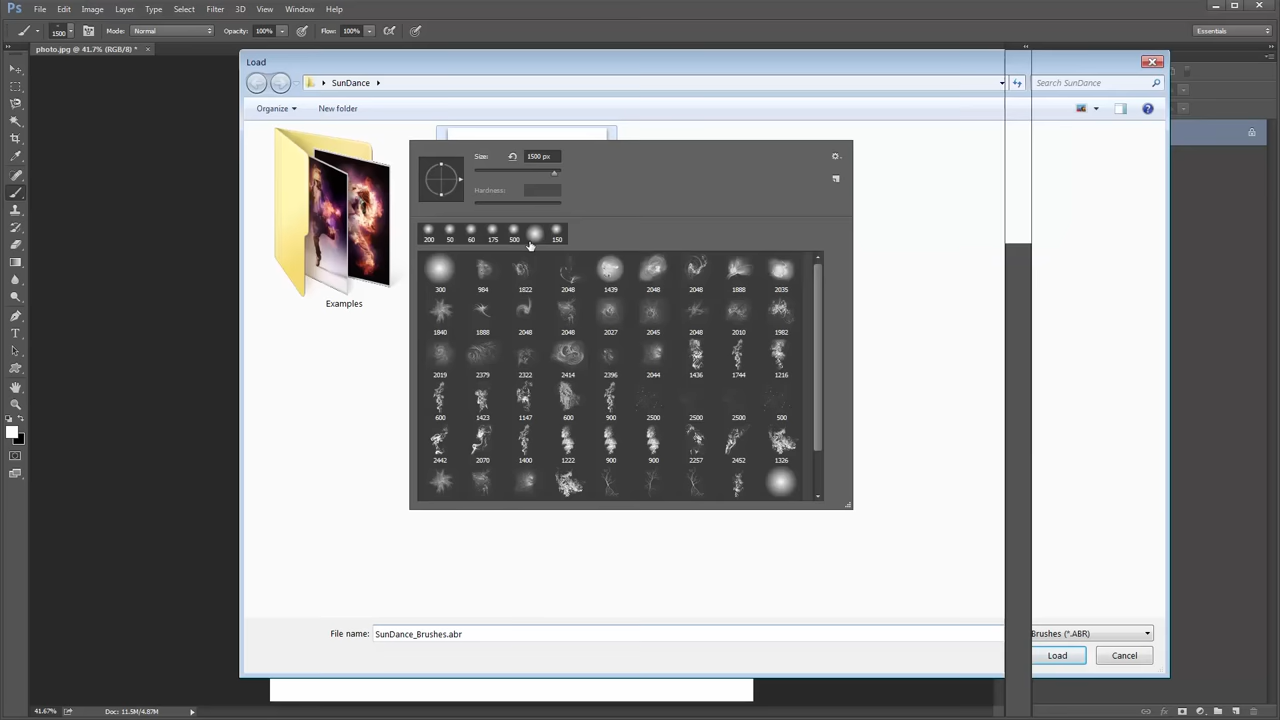 Ps File Edit Image Layer Type Select Filter 3D View Window Help
1500 Mode: Normal Opacity: 100% Flow: 100% Essentials
photo.jpg @ 41.7% (RGB/8) *
Load
SunDance Search SunDance
Organize New folder
Examples
Size: 1500 px
Hardness:
200 50 60 175 500 150
300 984 1822 2048 1439 2048 2048 1888 2035
1840 1888 2048 2048 2027 2045 2048 2010 1982
2019 2379 2322 2414 2396 2044 1436 1744 1216
600 1423 1147 600 900 2500 2500 2500 500
2442 2070 1400 1222 900 900 2257 2452 1326
File name: SunDance_Brushes.abr Brushes (*.ABR)
Load Cancel
41.67% Doc: 11.5M/4.87M